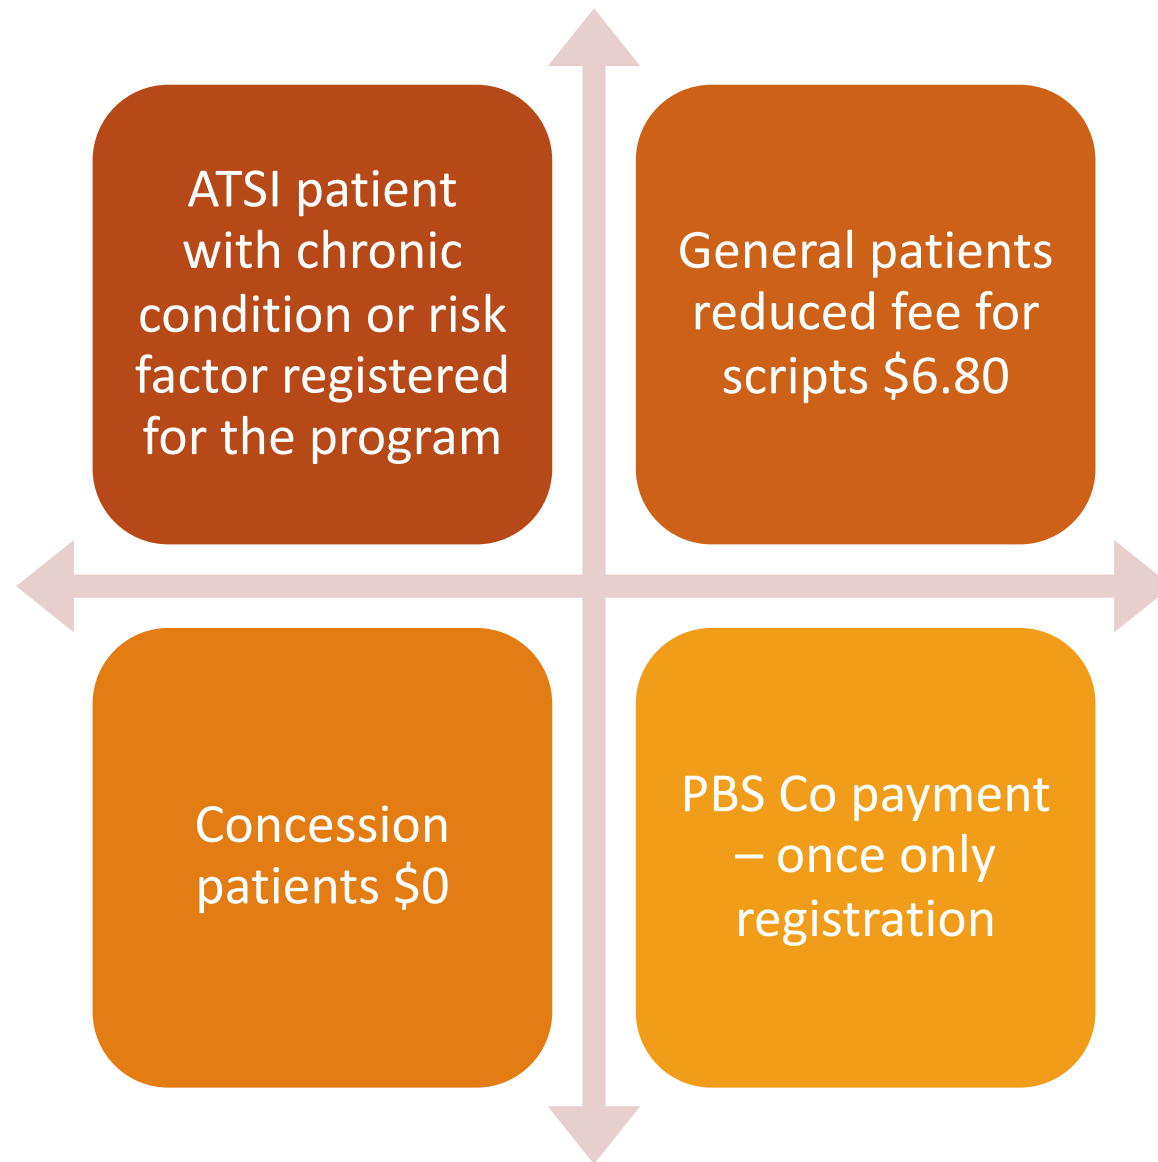 ATSI patient
with chronic
condition or risk
factor registered
for the program
General patients
reduced fee for
scripts $6.80
Concession
patients $0
PBS Co payment
– once only
registration